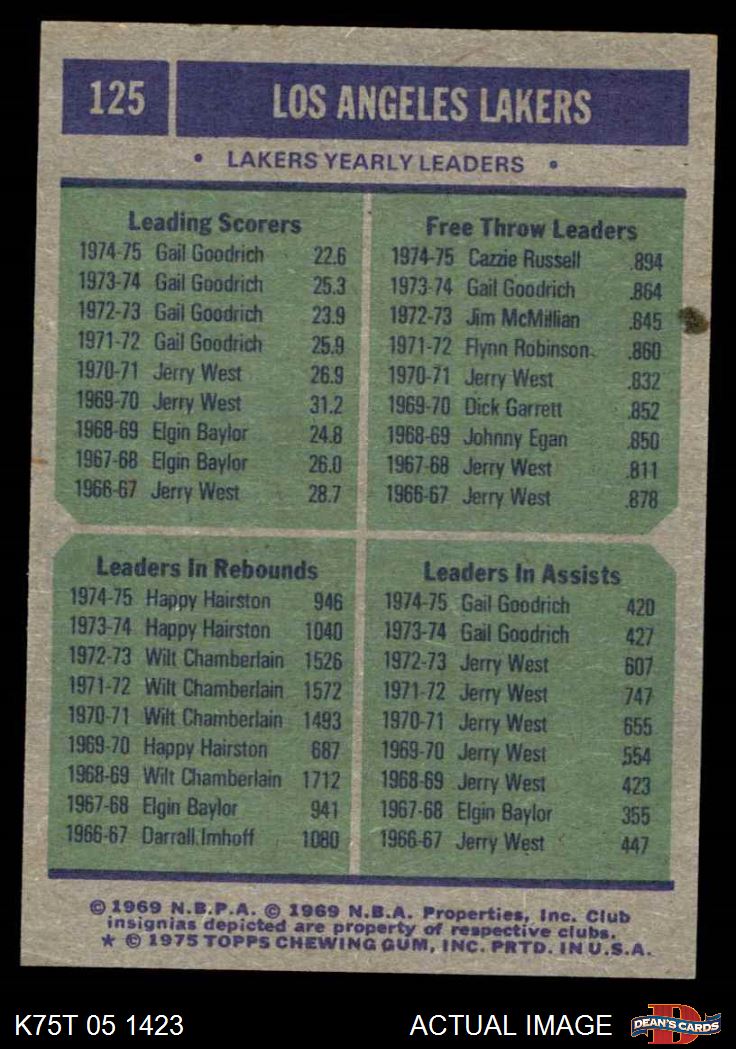 125 LOS ANGELES LAKERS
• LAKERS YEARLY LEADERS •
Leading Scorers
1974-75 Gail Goodrich 22.6
1973-74 Gail Goodrich 25.3
1972-73 Gail Goodrich 23.9
1971-72 Gail Goodrich 25.9
1970-71 Jerry West 26.9
1969-70 Jerry West 31.2
1968-69 Elgin Baylor 24.8
1967-68 Elgin Baylor 26.0
1966-67 Jerry West 28.7
Free Throw Leaders
1974-75 Cazzie Russell .894
1973-74 Gail Goodrich .864
1972-73 Jim McMillian .845
1971-72 Flynn Robinson .860
1970-71 Jerry West .832
1969-70 Dick Garrett .852
1968-69 Johnny Egan .850
1967-68 Jerry West .811
1966-67 Jerry West .878
Leaders In Rebounds
1974-75 Happy Hairston 946
1973-74 Happy Hairston 1040
1972-73 Wilt Chamberlain 1526
1971-72 Wilt Chamberlain 1572
1970-71 Wilt Chamberlain 1493
1969-70 Happy Hairston 687
1968-69 Wilt Chamberlain 1712
1967-68 Elgin Baylor 941
1966-67 Darrall Imhoff 1080
Leaders In Assists
1974-75 Gail Goodrich 420
1973-74 Gail Goodrich 427
1972-73 Jerry West 607
1971-72 Jerry West 747
1970-71 Jerry West 655
1969-70 Jerry West 554
1968-69 Jerry West 423
1967-68 Elgin Baylor 355
1966-67 Jerry West 447
© 1969 N.B.P.A. © 1969 N.B.A. Properties, Inc. Club
insignias depicted are property of respective clubs.
★ © 1975 TOPPS CHEWING GUM, INC. PRTD. IN U.S.A.
K75T 05 1423 ACTUAL IMAGE
D
DEAN'S CARDS